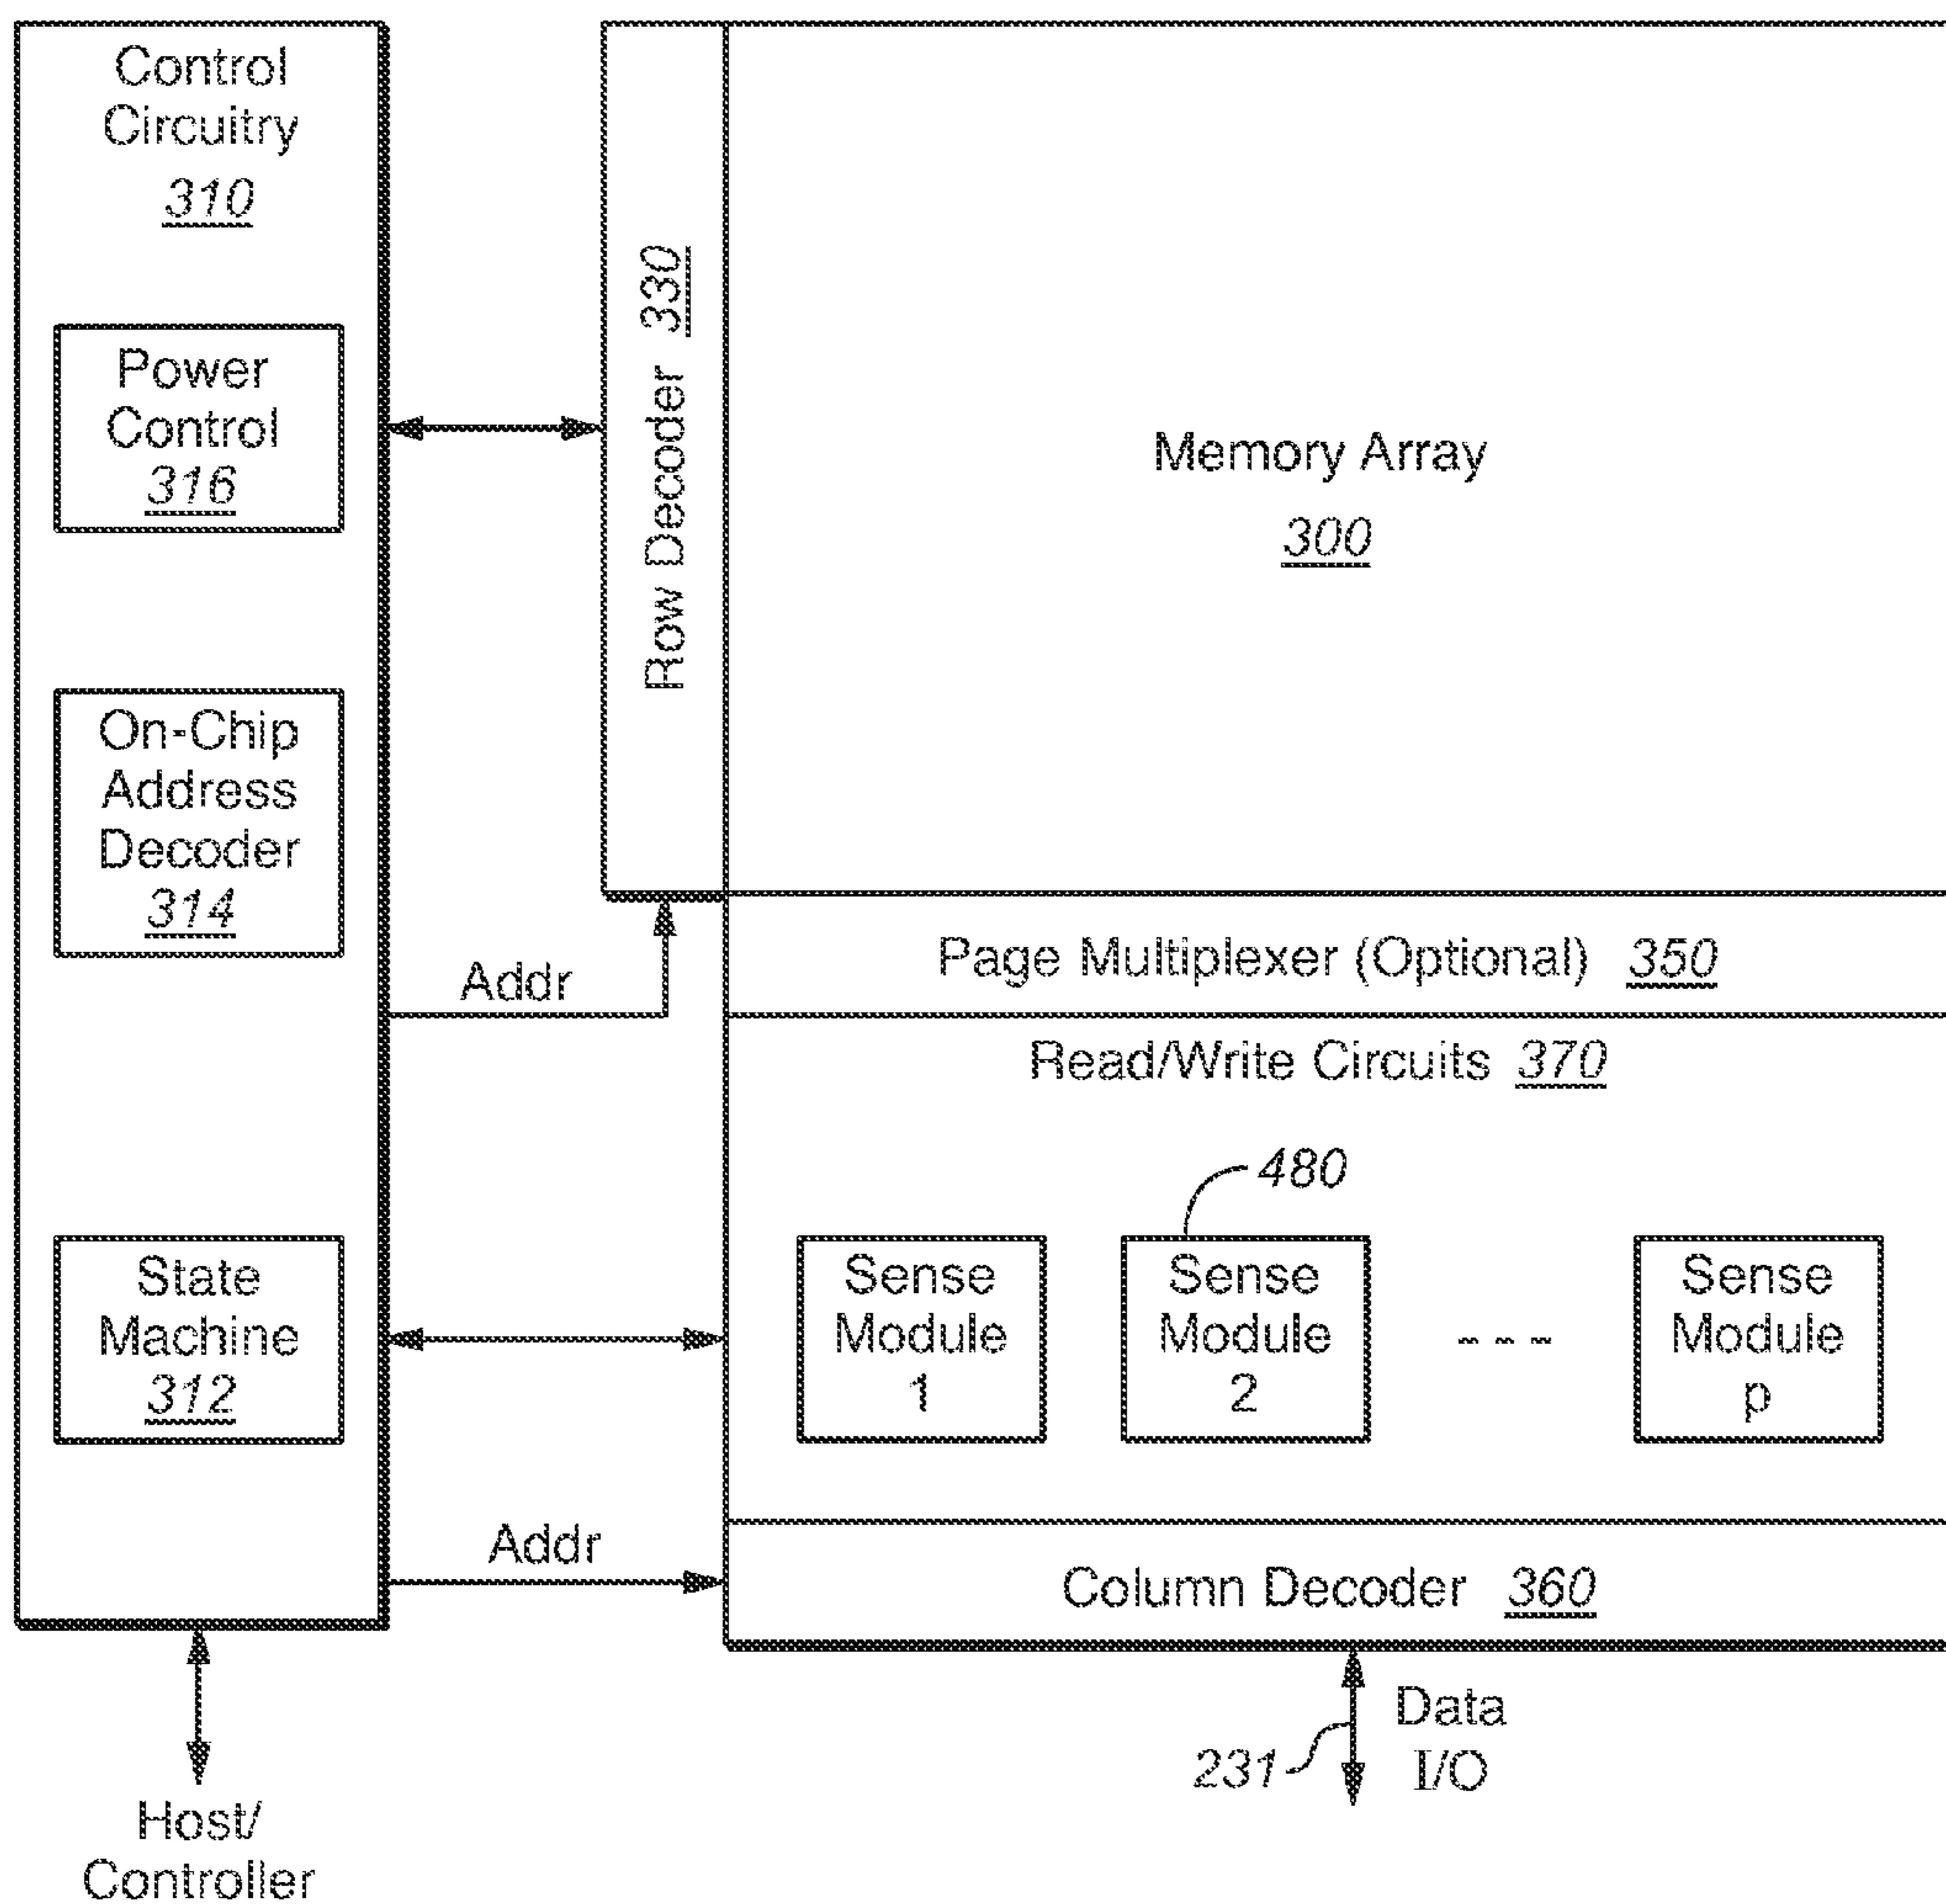 Control
Circuitry
310
Power
Control
316
On-Chip
Address
Decoder
314
State
Machine
312
Host/
Controller
Addr
Addr
Row Decoder 330
Memory Array
300
Page Multiplexer (Optional) 350
Read/Write Circuits 370
480
Sense
Module
1
Sense
Module
2
Sense
Module
p
Column Decoder 360
231
Data
I/O